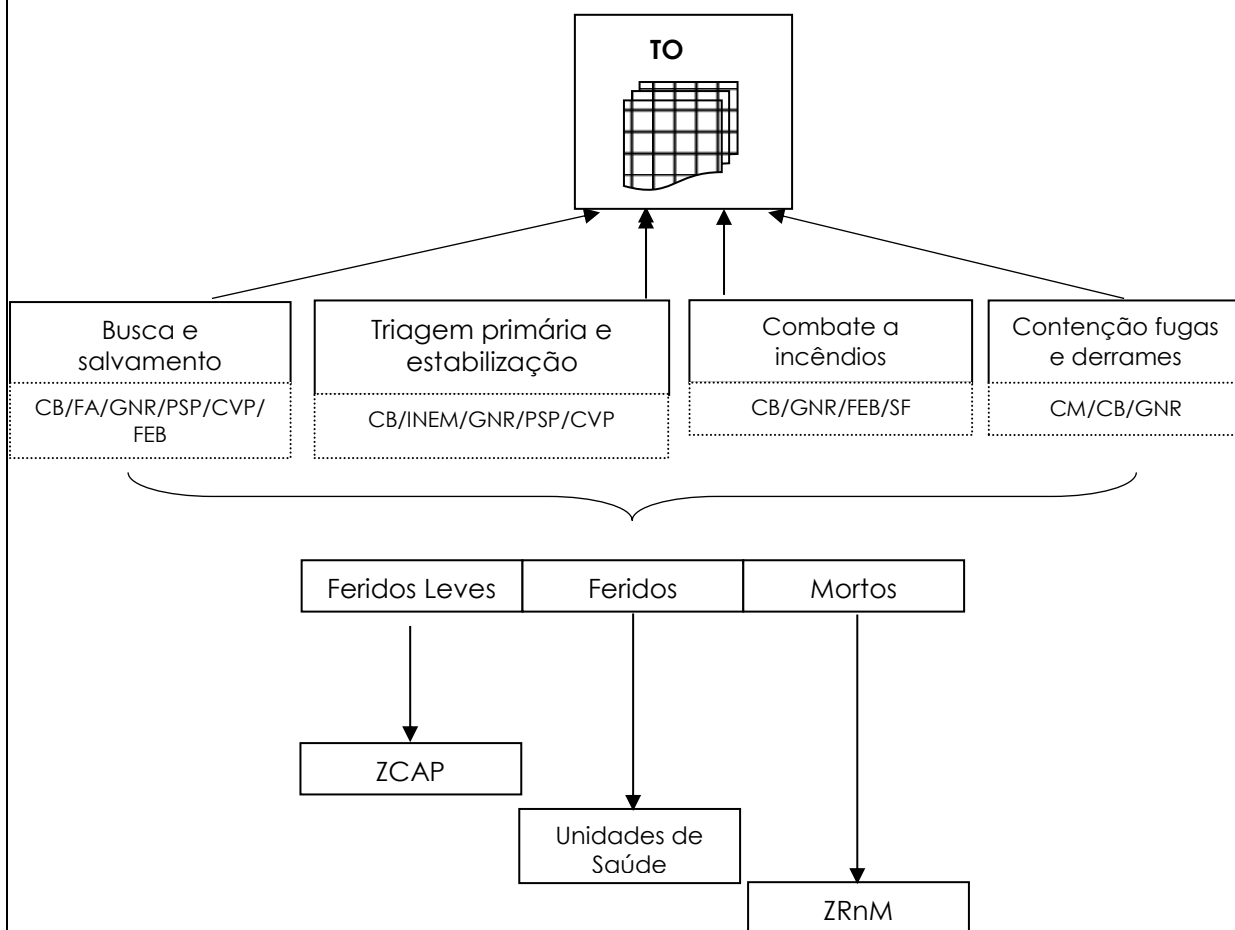 TO
Busca e
salvamento
CB/FA/GNR/PSP/CVP/
FEB
Triagem primária e
estabilização
CB/INEM/GNR/PSP/CVP
Combate a
incêndios
CB/GNR/FEB/SF
Contenção fugas
e derrames
CM/CB/GNR
Feridos Leves
Feridos
Mortos
ZCAP
Unidades de
Saúde
ZRnM